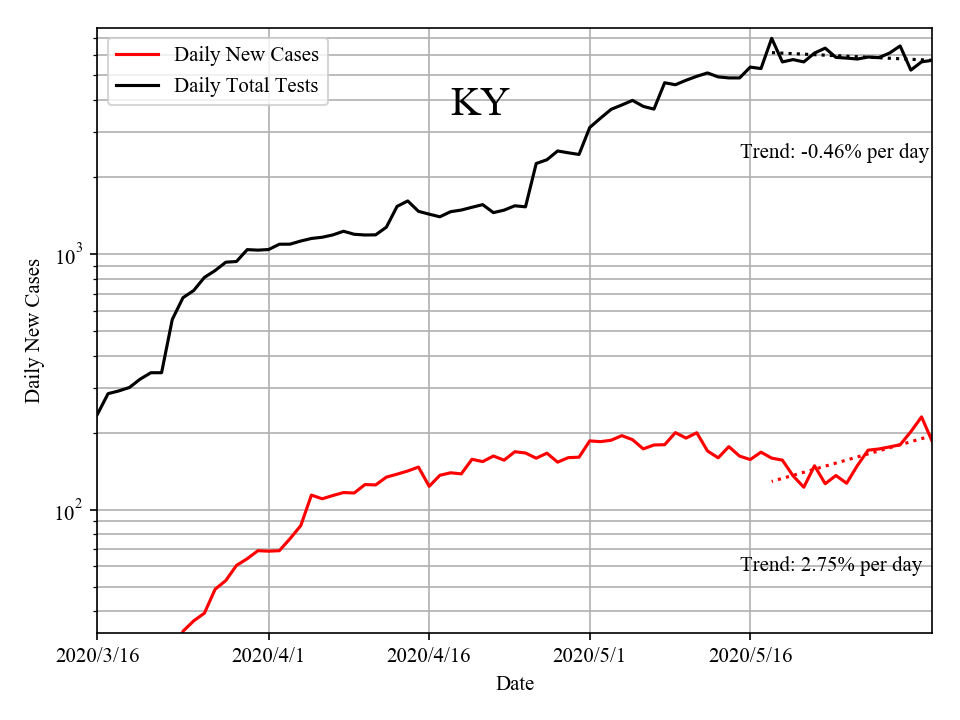 Daily New Cases
Daily Total Tests
KY
Trend: -0.46% per day
10³
Daily New Cases
10²
Trend: 2.75% per day
2020/3/16 2020/4/1 2020/4/16 2020/5/1 2020/5/16
Date